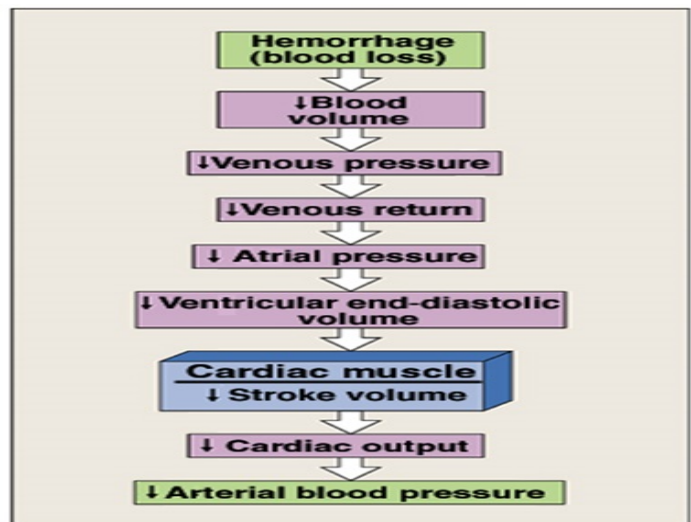 Hemorrhage
(blood loss)
↓Blood
volume
↓Venous pressure
↓Venous return
↓ Atrial pressure
↓Ventricular end-diastolic
volume
Cardiac muscle
↓ Stroke volume
↓ Cardiac output
↓Arterial blood pressure